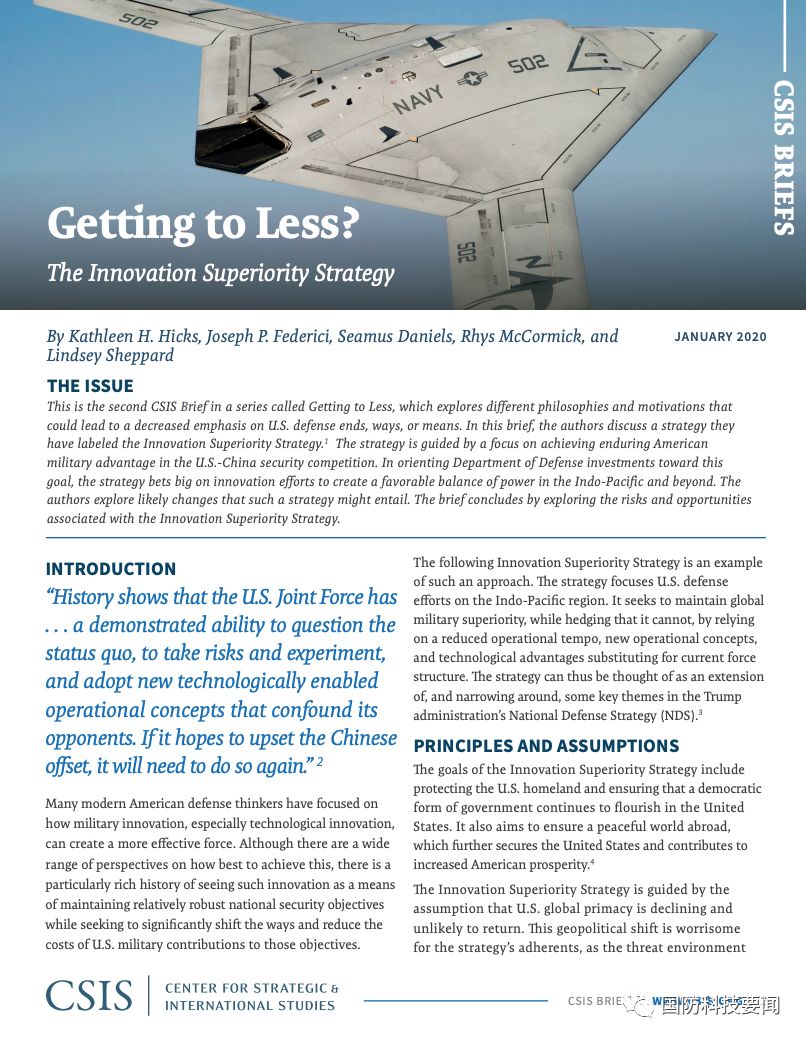 502
NAVY
502
502
N
CSIS BRIEFS
Getting to Less?
The Innovation Superiority Strategy
By Kathleen H. Hicks, Joseph P. Federici, Seamus Daniels, Rhys McCormick, and
Lindsey Sheppard
JANUARY 2020
THE ISSUE
This is the second CSIS Brief in a series called Getting to Less, which explores different philosophies and motivations that
could lead to a decreased emphasis on U.S. defense ends, ways, or means. In this brief, the authors discuss a strategy they
have labeled the Innovation Superiority Strategy.1 The strategy is guided by a focus on achieving enduring American
military advantage in the U.S.-China security competition. In orienting Department of Defense investments toward this
goal, the strategy bets big on innovation efforts to create a favorable balance of power in the Indo-Pacific and beyond. The
authors explore likely changes that such a strategy might entail. The brief concludes by exploring the risks and opportunities
associated with the Innovation Superiority Strategy.
INTRODUCTION
“History shows that the U.S. Joint Force has
. . . a demonstrated ability to question the
status quo, to take risks and experiment,
and adopt new technologically enabled
operational concepts that confound its
opponents. If it hopes to upset the Chinese
offset, it will need to do so again.” 2
Many modern American defense thinkers have focused on
how military innovation, especially technological innovation,
can create a more effective force. Although there are a wide
range of perspectives on how best to achieve this, there is a
particularly rich history of seeing such innovation as a means
of maintaining relatively robust national security objectives
while seeking to significantly shift the ways and reduce the
costs of U.S. military contributions to those objectives.
The following Innovation Superiority Strategy is an example
of such an approach. The strategy focuses U.S. defense
efforts on the Indo-Pacific region. It seeks to maintain global
military superiority, while hedging that it cannot, by relying
on a reduced operational tempo, new operational concepts,
and technological advantages substituting for current force
structure. The strategy can thus be thought of as an extension
of, and narrowing around, some key themes in the Trump
administration’s National Defense Strategy (NDS).3
PRINCIPLES AND ASSUMPTIONS
The goals of the Innovation Superiority Strategy include
protecting the U.S. homeland and ensuring that a democratic
form of government continues to flourish in the United
States. It also aims to ensure a peaceful world abroad,
which further secures the United States and contributes to
increased American prosperity.4
The Innovation Superiority Strategy is guided by the
assumption that U.S. global primacy is declining and
unlikely to return. This geopolitical shift is worrisome
for the strategy’s adherents, as the threat environment
CSIS
CENTER FOR STRATEGIC &
INTERNATIONAL STUDIES
CSIS
国防科技要闻